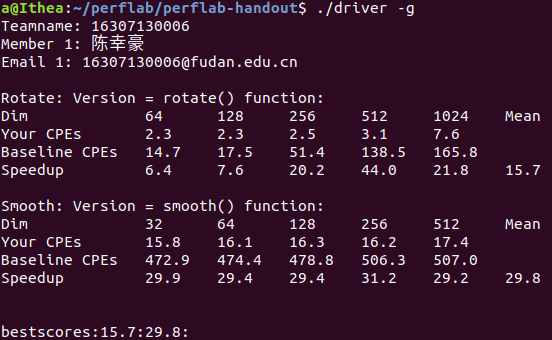 a@Ithea:~/perflab/perflab-handout$ ./driver -g
Teamname: 16307130006
Member 1: 陈幸豪
Email 1: 16307130006@fudan.edu.cn
Rotate: Version = rotate() function:
Dim 64 128 256 512 1024 Mean
Your CPEs 2.3 2.3 2.5 3.1 7.6
Baseline CPEs 14.7 17.5 51.4 138.5 165.8
Speedup 6.4 7.6 20.2 44.0 21.8 15.7
Smooth: Version = smooth() function:
Dim 32 64 128 256 512 Mean
Your CPEs 15.8 16.1 16.3 16.2 17.4
Baseline CPEs 472.9 474.4 478.8 506.3 507.0
Speedup 29.9 29.4 29.4 31.2 29.2 29.8
bestscores:15.7:29.8: